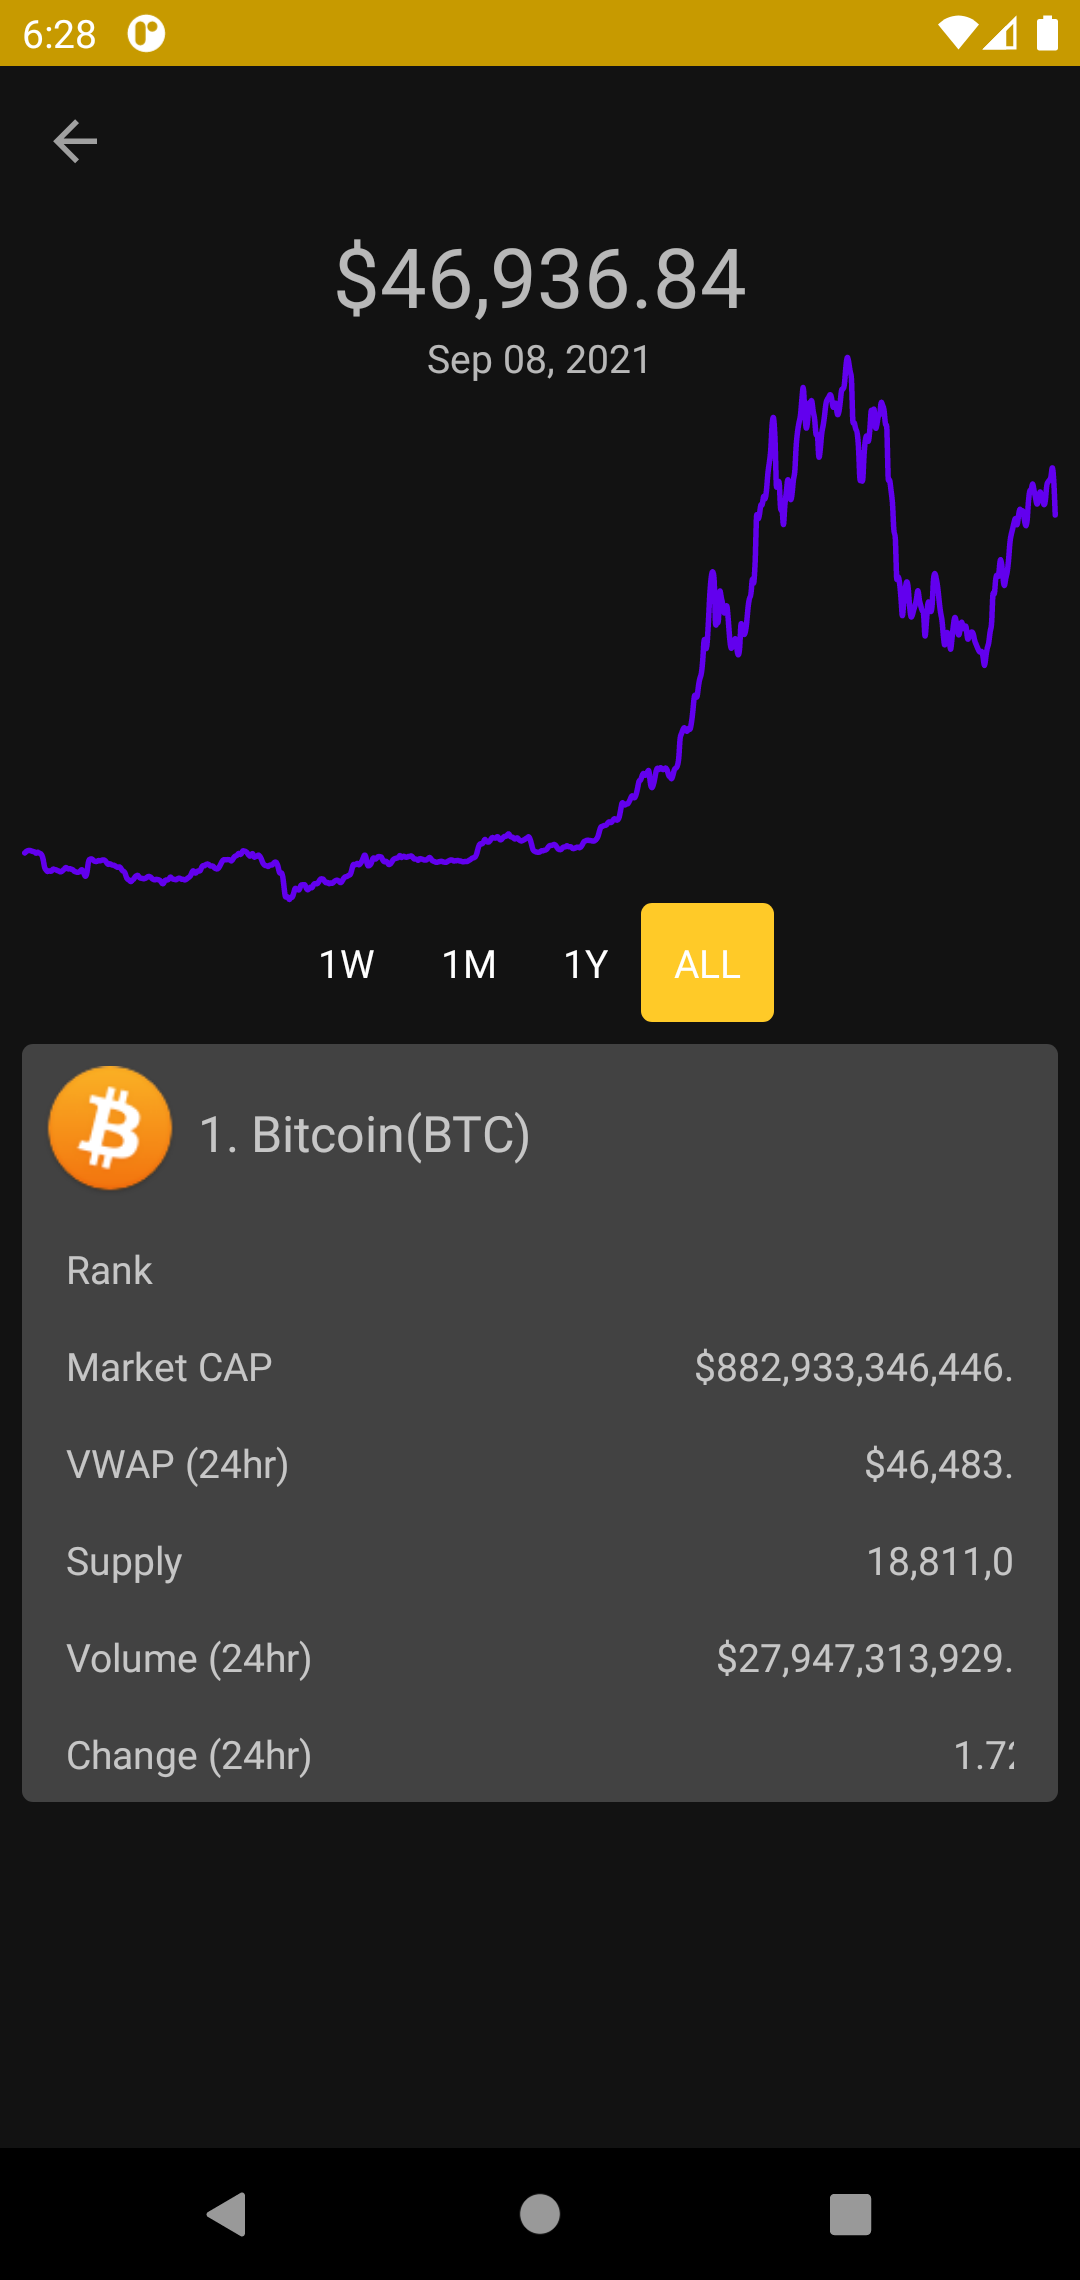 6:28
$46,936.84
Sep 08, 2021
1W 1M 1Y ALL
1. Bitcoin(BTC)
Rank
Market CAP $882,933,346,446.
VWAP (24hr) $46,483.
Supply 18,811,0
Volume (24hr) $27,947,313,929.
Change (24hr) 1.72